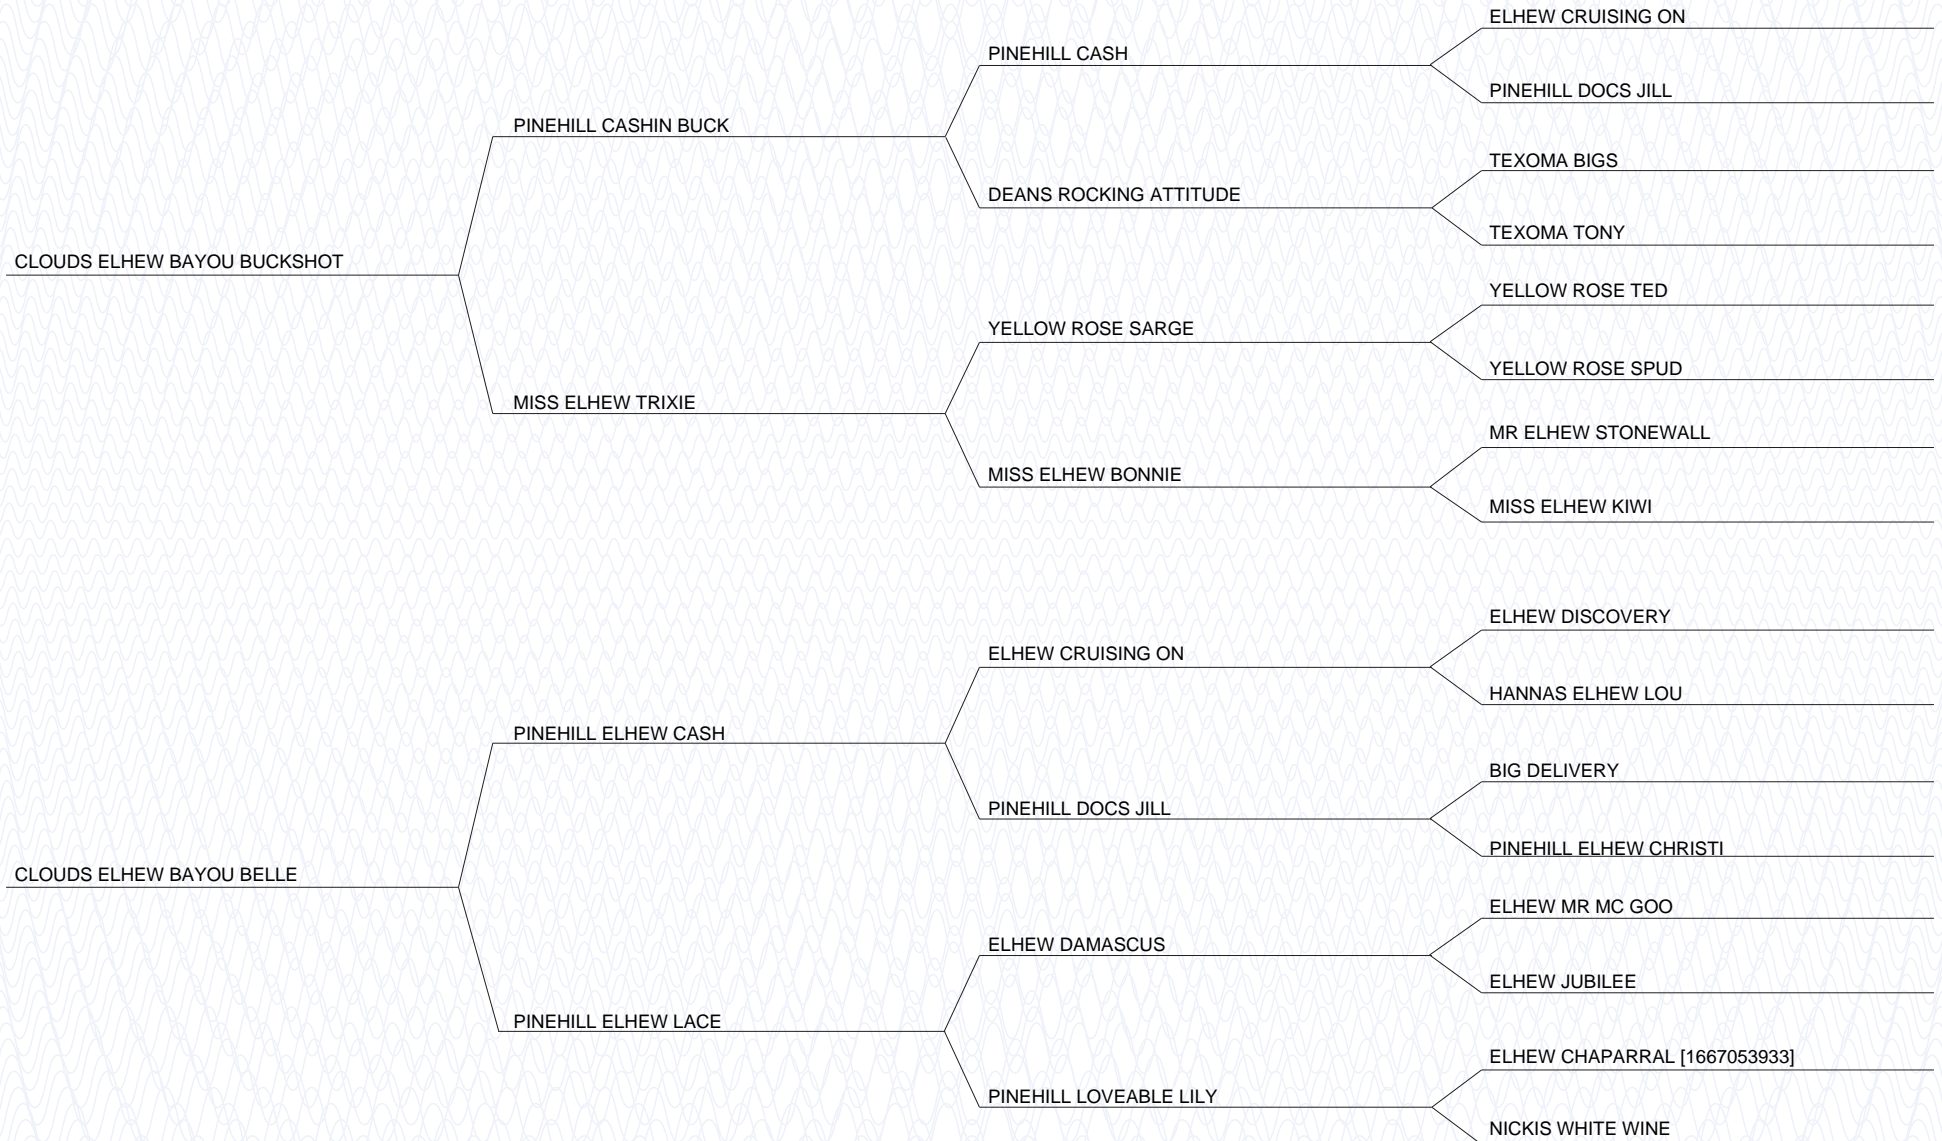 ELHEW CRUISING ON
PINEHILL CASH
PINEHILL DOCS JILL
PINEHILL CASHIN BUCK
TEXOMA BIGS
DEANS ROCKING ATTITUDE
TEXOMA TONY
CLOUDS ELHEW BAYOU BUCKSHOT
YELLOW ROSE TED
YELLOW ROSE SARGE
YELLOW ROSE SPUD
MISS ELHEW TRIXIE
MR ELHEW STONEWALL
MISS ELHEW BONNIE
MISS ELHEW KIWI
ELHEW DISCOVERY
ELHEW CRUISING ON
HANNAS ELHEW LOU
PINEHILL ELHEW CASH
BIG DELIVERY
PINEHILL DOCS JILL
PINEHILL ELHEW CHRISTI
CLOUDS ELHEW BAYOU BELLE
ELHEW MR MC GOO
ELHEW DAMASCUS
ELHEW JUBILEE
PINEHILL ELHEW LACE
ELHEW CHAPARRAL [1667053933]
PINEHILL LOVEABLE LILY
NICKIS WHITE WINE